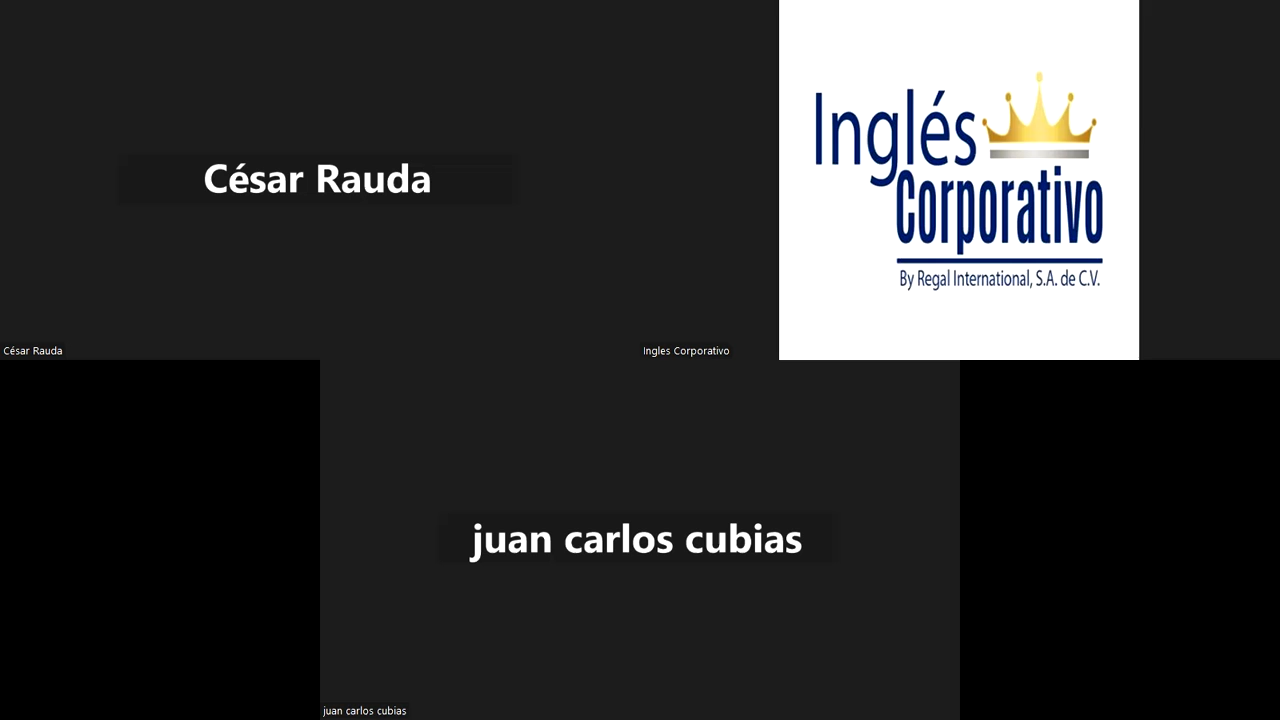 César Rauda
César Rauda
Inglés
Corporativo
By Regal International, S.A. de C.V.
Ingles Corporativo
juan carlos cubias
juan carlos cubias